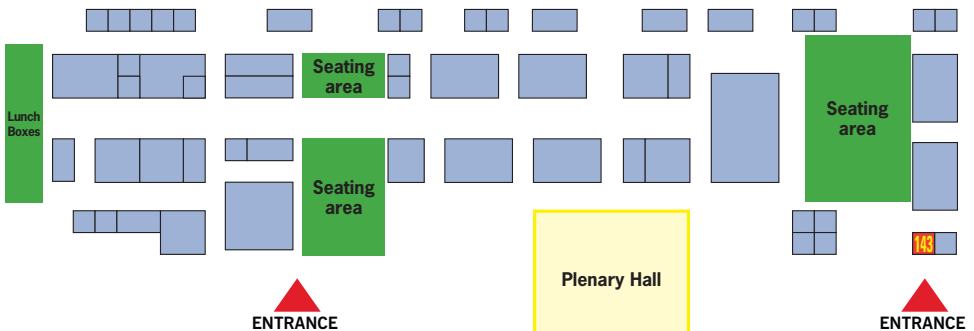 Seating
area
Lunch
Boxes
Seating
area
Seating
area
143
Plenary Hall
ENTRANCE
ENTRANCE